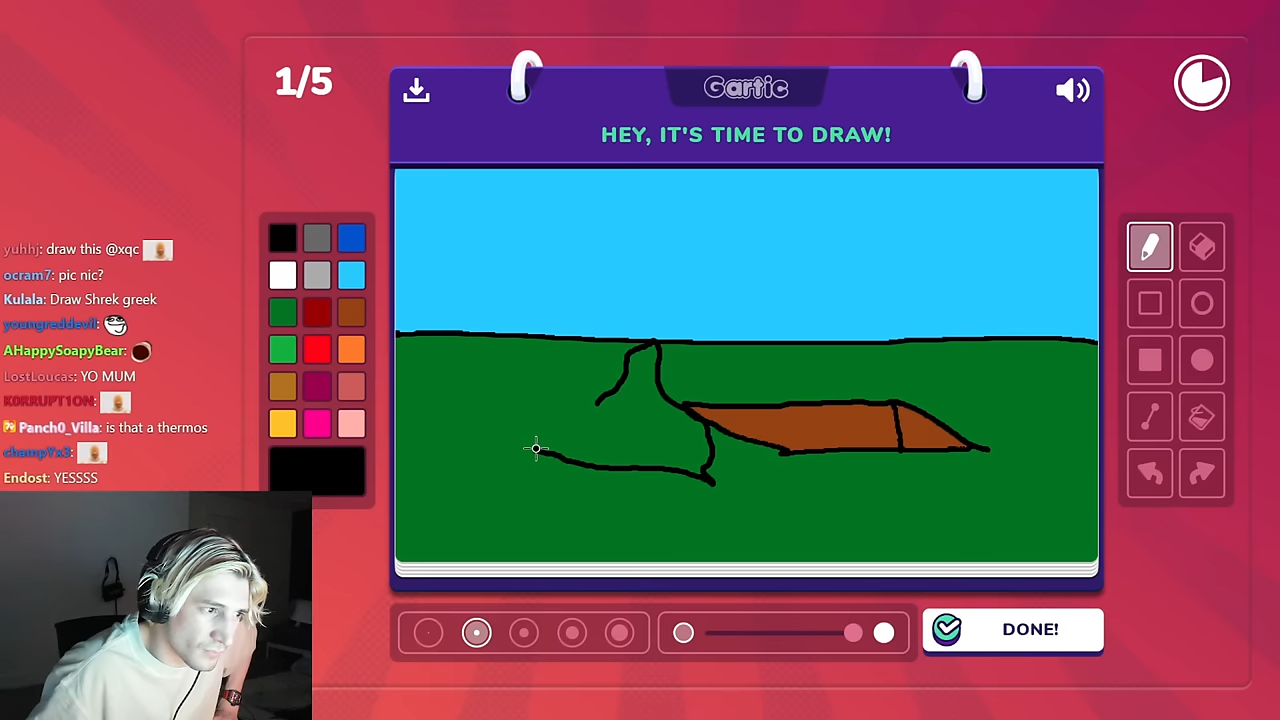 1/5
Gartic
HEY, IT'S TIME TO DRAW!
yuhhj: draw this @xqc
ocram7: pic nic?
Kulala: Draw Shrek greek
youngreddevil:
AHappySoapyBear:
LostLoucas: YO MUM
K0RRUPT1ON:
Panch0_Villa: is that a thermos
champYx3:
Endost: YESSSS
DONE!